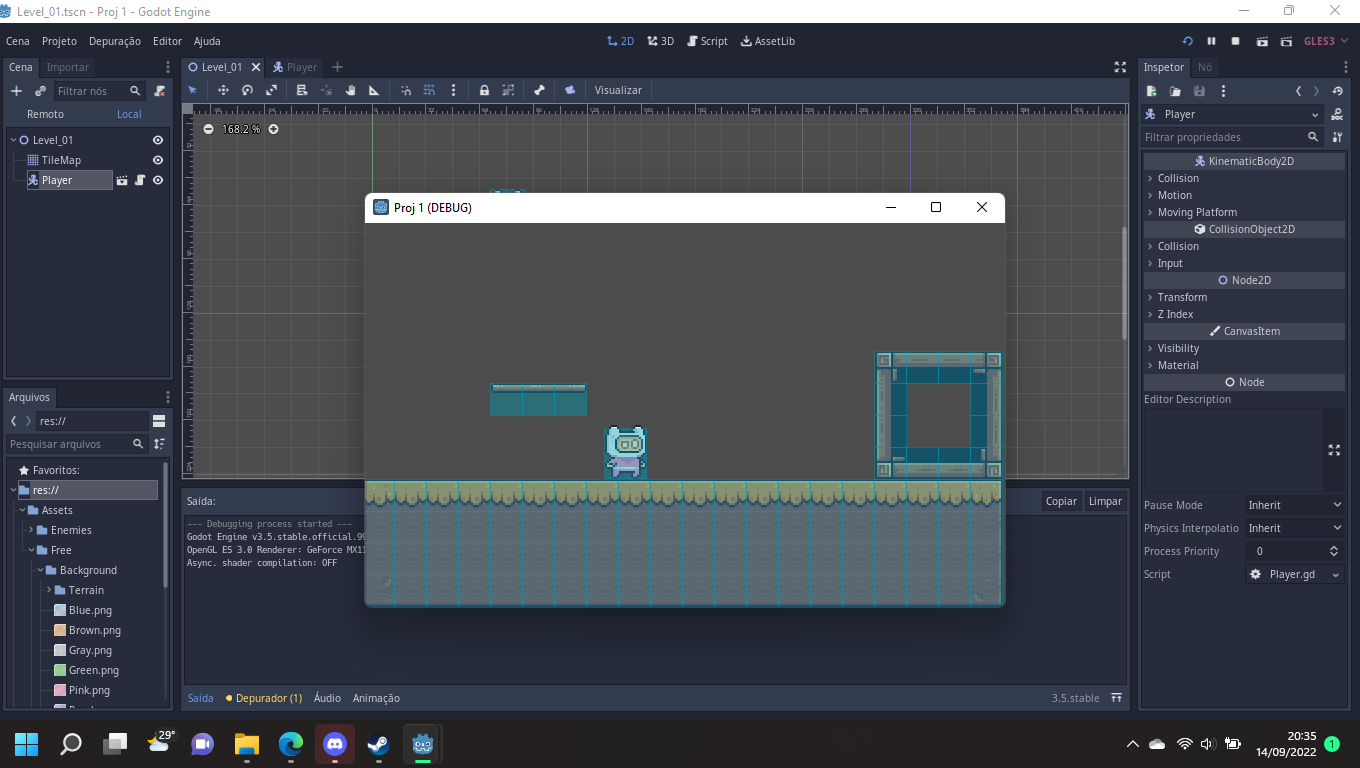 Level_01.tscn - Proj 1 - Godot Engine
Cena Projeto Depuração Editor Ajuda
2D 3D Script AssetLib
GLES3
Cena Importar
Filtrar nós
Remoto Local
Level_01
TileMap
Player
Level_01 Player
Visualizar
168.2 %
Proj 1 (DEBUG)
Arquivos
res://
Pesquisar arquivos
Favoritos:
res://
Assets
Enemies
Free
Background
Terrain
Blue.png
Brown.png
Gray.png
Green.png
Pink.png
Saída:
Copiar Limpar
--- Debugging process started ---
Godot Engine v3.5.stable.official.99
OpenGL ES 3.0 Renderer: GeForce MX11
Async. shader compilation: OFF
Saída Depurador (1) Áudio Animação
3.5.stable
Inspetor Nó
Player
Filtrar propriedades
KinematicBody2D
Collision
Motion
Moving Platform
CollisionObject2D
Collision
Input
Node2D
Transform
Z Index
CanvasItem
Visibility
Material
Node
Editor Description
Pause Mode Inherit
Physics Interpolatio Inherit
Process Priority 0
Script Player.gd
29°
20:35
14/09/2022
1